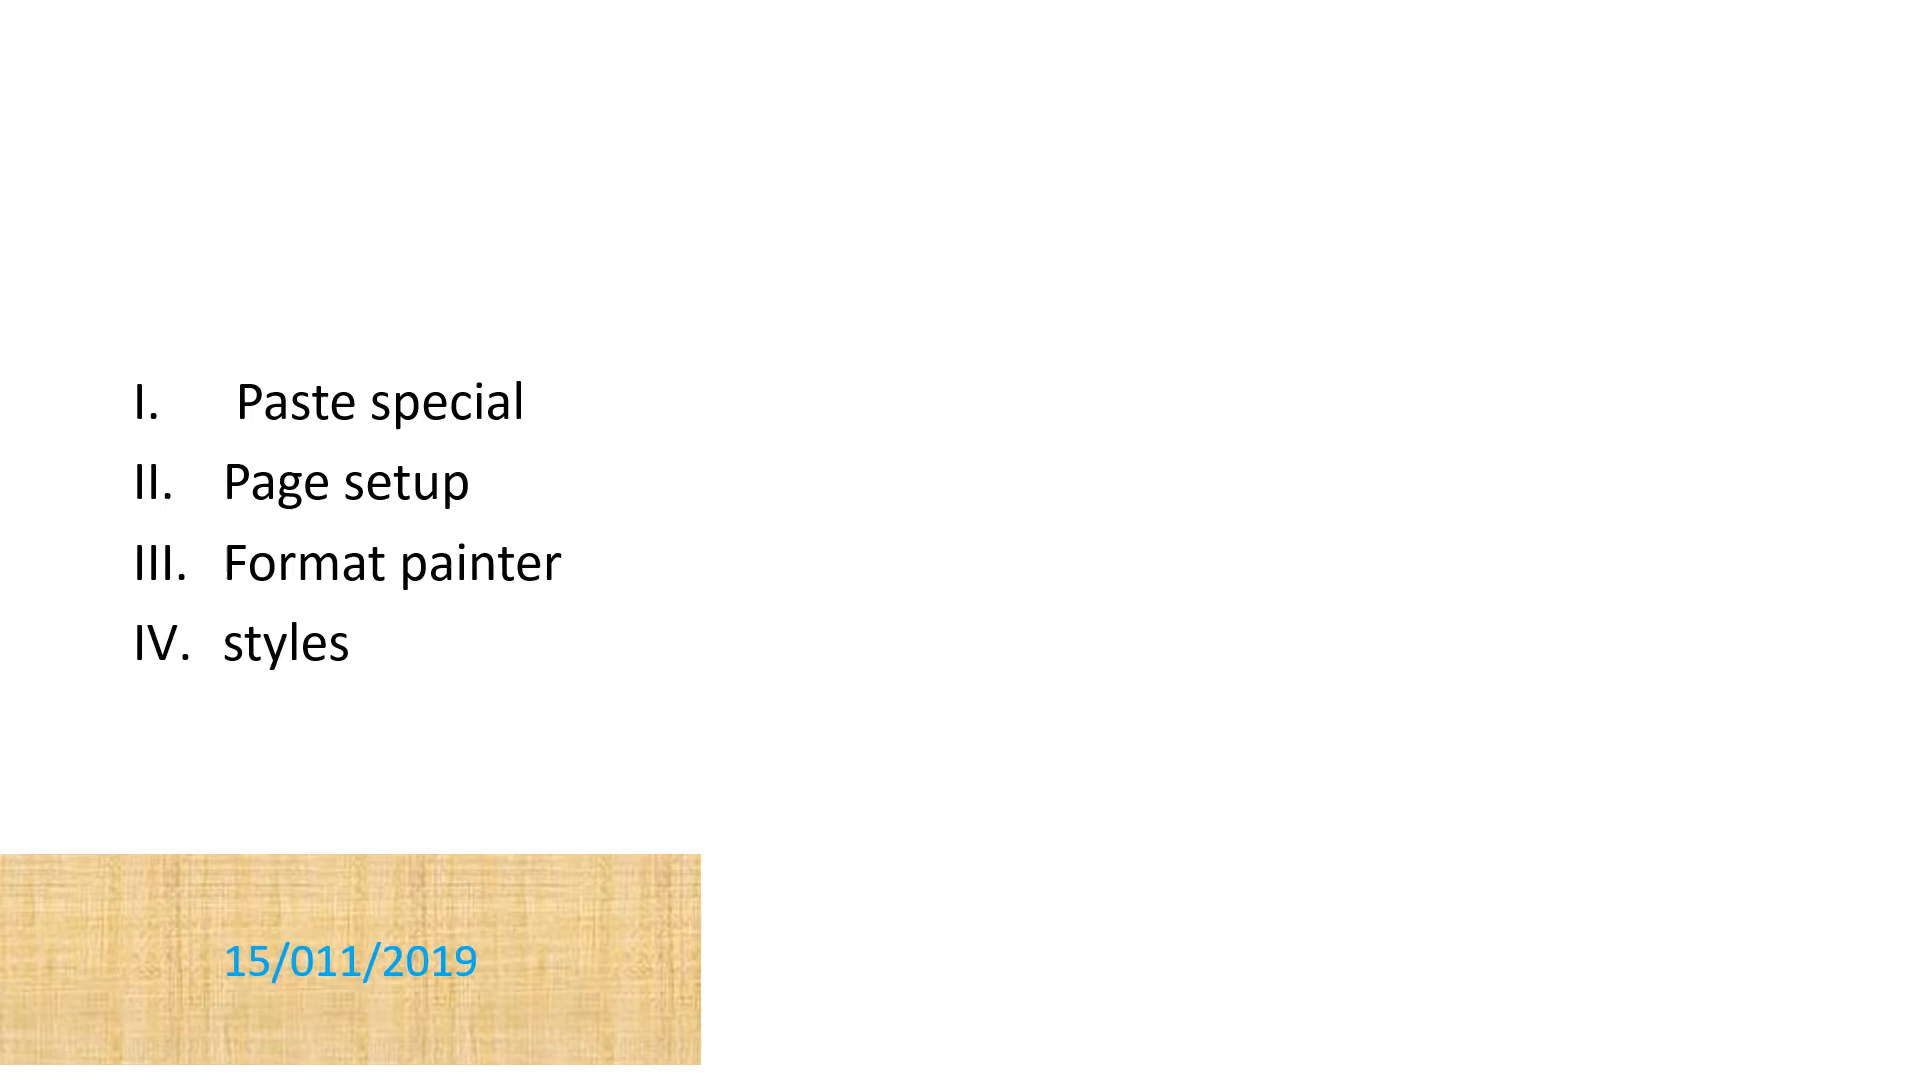 I. Paste special
II. Page setup
III. Format painter
IV. styles
15/011/2019